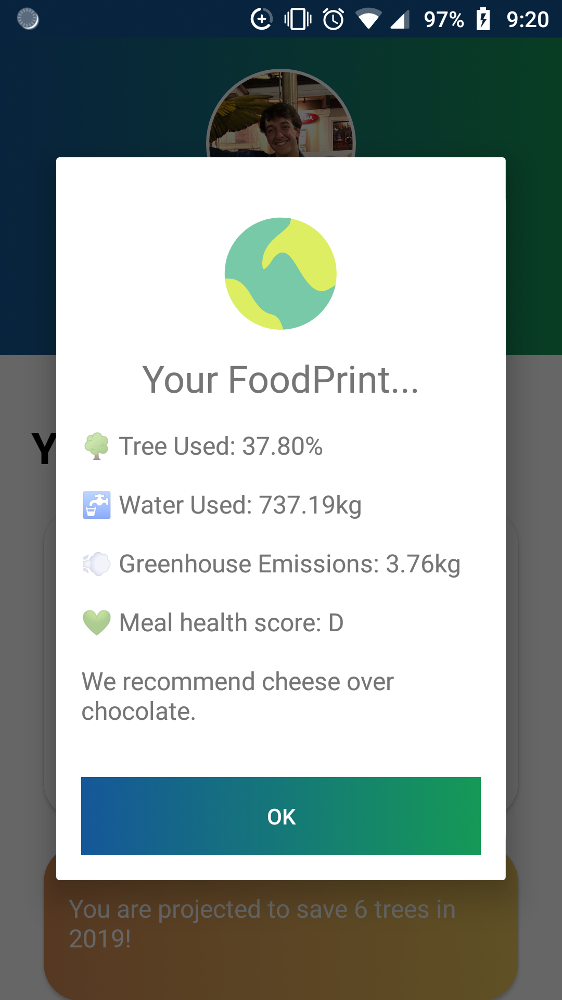 97% 9:20
BAR
Your FoodPrint...
Y
Tree Used: 37.80%
Water Used: 737.19kg
Greenhouse Emissions: 3.76kg
Meal health score: D
We recommend cheese over
chocolate.
OK
You are projected to save 6 trees in
2019!